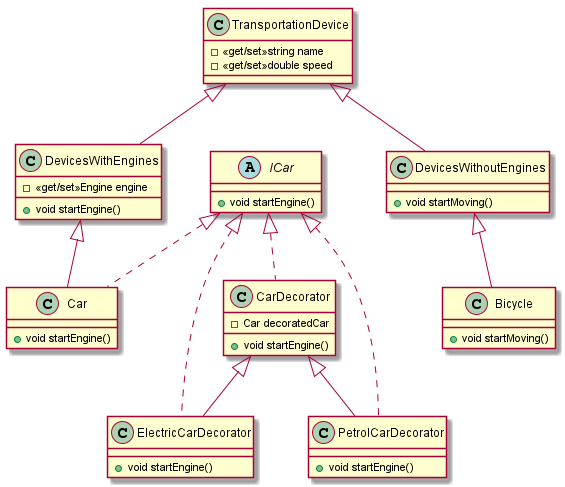 C TransportationDevice
«get/set»string name
«get/set»double speed
C DevicesWithEngines
«get/set»Engine engine
void startEngine()
A ICar
void startEngine()
C DevicesWithoutEngines
void startMoving()
C Car
void startEngine()
C CarDecorator
Car decoratedCar
void startEngine()
C Bicycle
void startMoving()
C ElectricCarDecorator
void startEngine()
C PetrolCarDecorator
void startEngine()